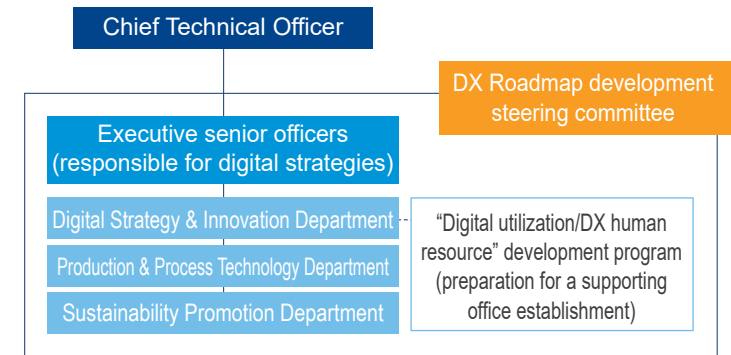 Chief Technical Officer
DX Roadmap development
steering committee
Executive senior officers
(responsible for digital strategies)
Digital Strategy & Innovation Department
Production & Process Technology Department
Sustainability Promotion Department
“Digital utilization/DX human
resource” development program
(preparation for a supporting
office establishment)